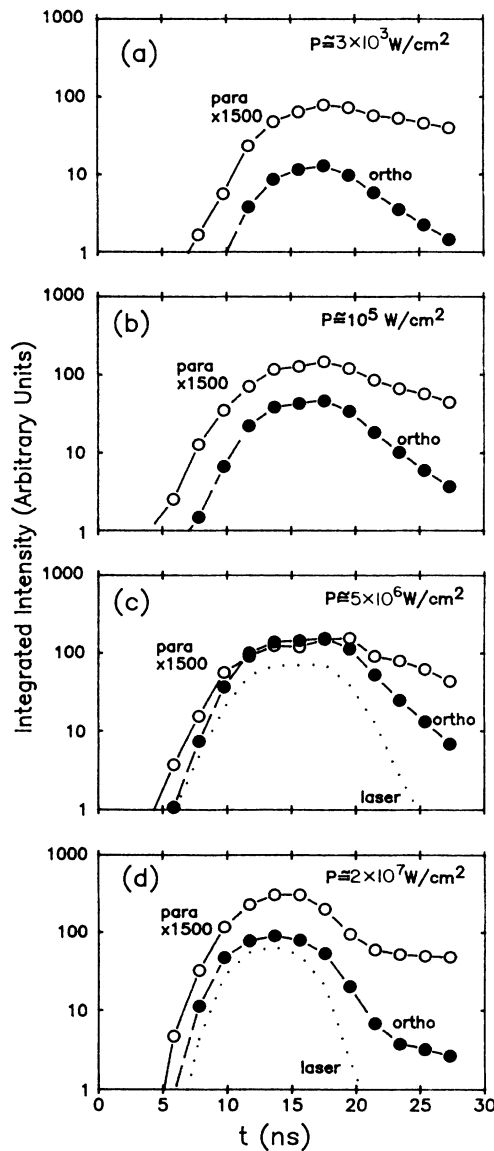 (a)
P≅3×10³W/cm²
1000
100
10
1
para
x1500
ortho
(b)
P≅10⁵ W/cm²
1000
100
10
1
para
x1500
ortho
(c)
P≅5×10⁶W/cm²
1000
100
10
1
para
x1500
ortho
laser
(d)
P≅2×10⁷W/cm²
1000
100
10
1
para
x1500
ortho
laser
0 5 10 15 20 25 30
t (ns)
Integrated Intensity (Arbitrary Units)